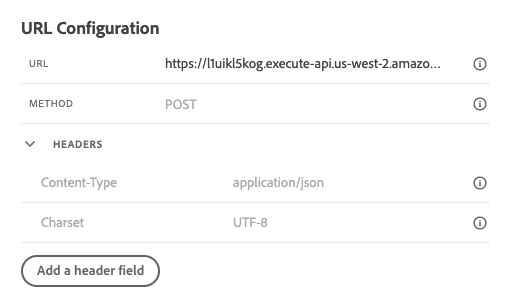 URL Configuration
URL https://l1uikl5kog.execute-api.us-west-2.amazo...
METHOD POST
HEADERS
Content-Type application/json
Charset UTF-8
Add a header field